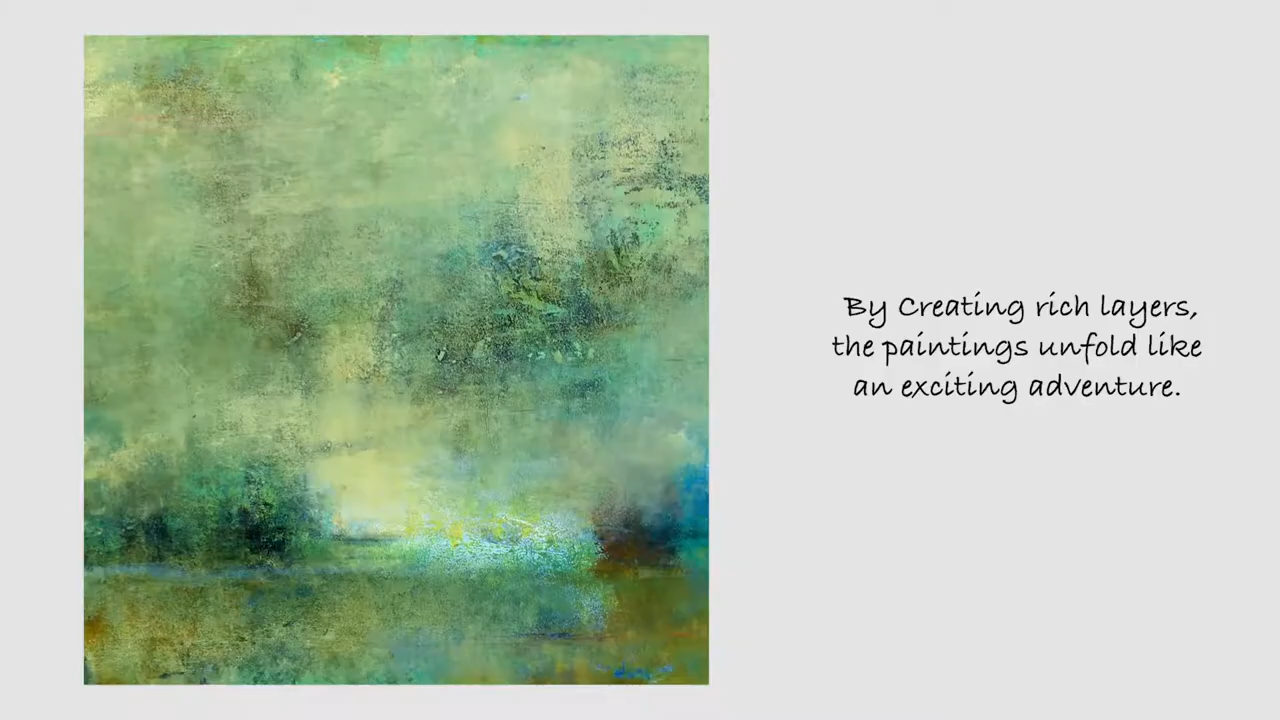 By Creating rich layers,
the paintings unfold like
an exciting adventure.